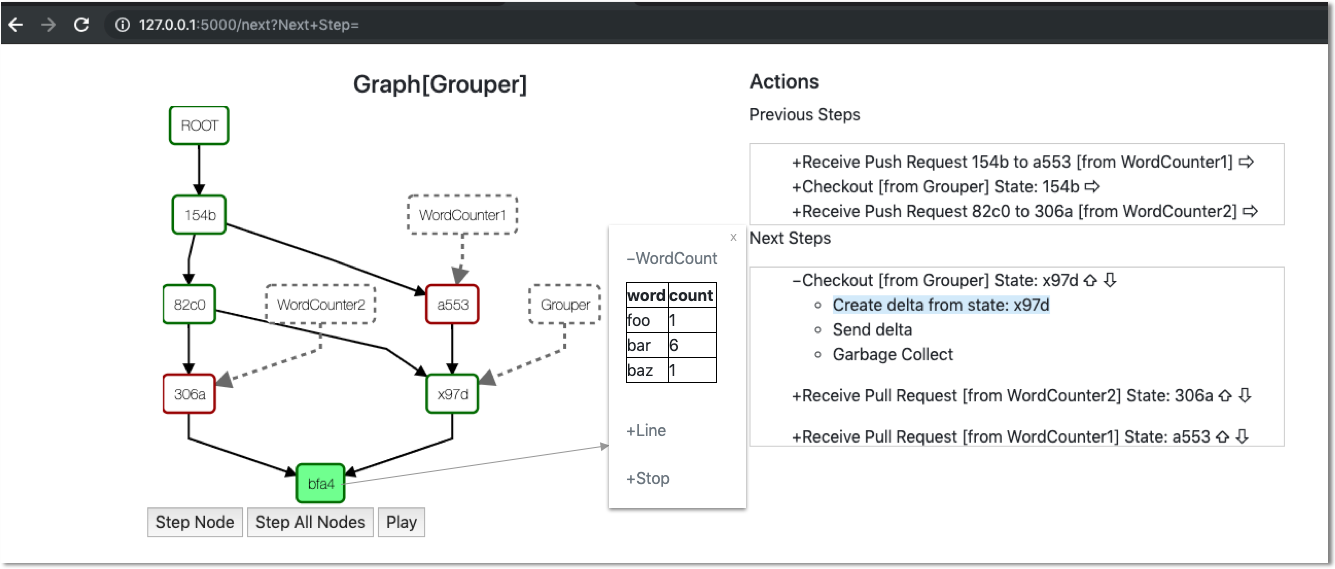 127.0.0.1:5000/next?Next+Step=
Graph[Grouper]
ROOT
154b
WordCounter1
82c0
WordCounter2
a553
Grouper
306a
x97d
bfa4
Step Node
Step All Nodes
Play
x
−WordCount
word count
foo 1
bar 6
baz 1
+Line
+Stop
Actions
Previous Steps
+Receive Push Request 154b to a553 [from WordCounter1] ⇨
+Checkout [from Grouper] State: 154b ⇨
+Receive Push Request 82c0 to 306a [from WordCounter2] ⇨
Next Steps
−Checkout [from Grouper] State: x97d ⇧ ⇩
Create delta from state: x97d
Send delta
Garbage Collect
+Receive Pull Request [from WordCounter2] State: 306a ⇧ ⇩
+Receive Pull Request [from WordCounter1] State: a553 ⇧ ⇩